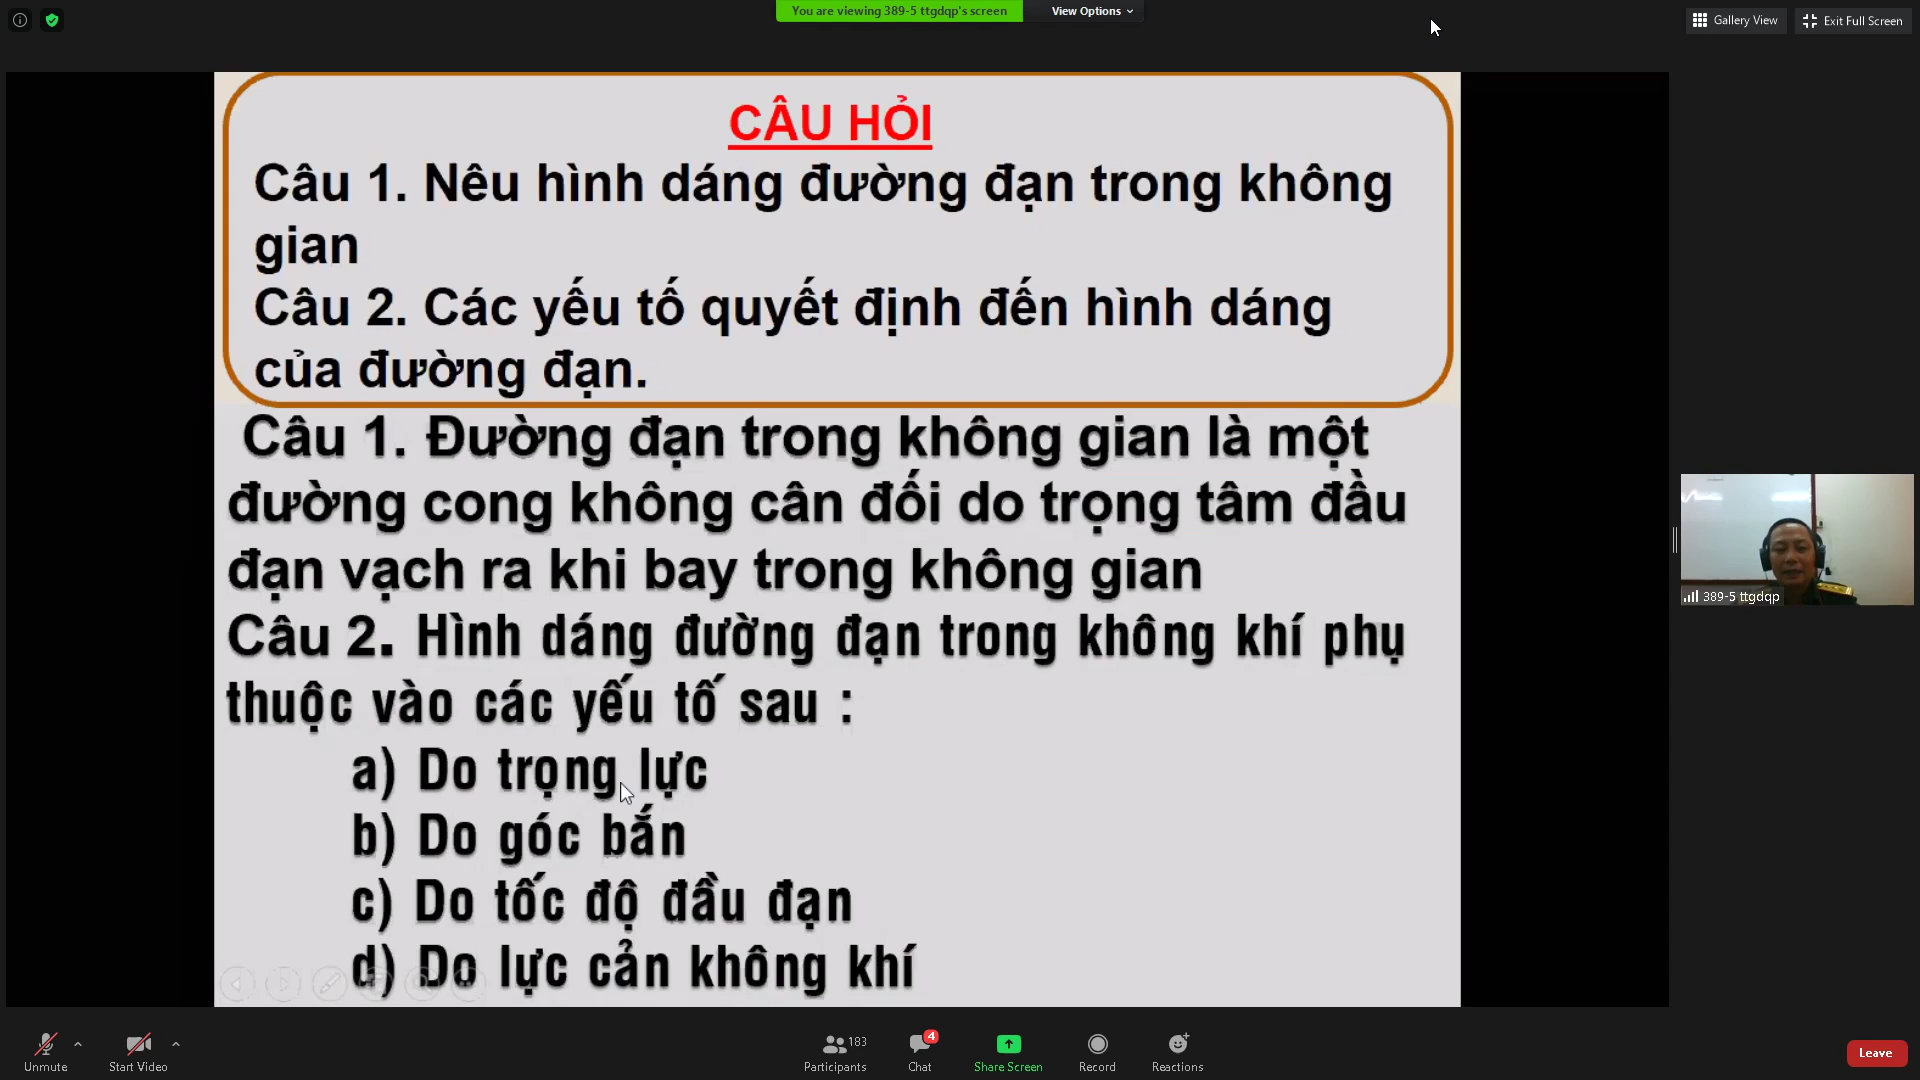 You are viewing 389-5 ttgdqp's screen
View Options
Gallery View
Exit Full Screen
CÂU HỎI
Câu 1. Nêu hình dáng đường đạn trong không
gian
Câu 2. Các yếu tố quyết định đến hình dáng
của đường đạn.
Câu 1. Đường đạn trong không gian là một
đường cong không cân đối do trọng tâm đầu
đạn vạch ra khi bay trong không gian
Câu 2. Hình dáng đường đạn trong không khí phụ
thuộc vào các yếu tố sau :
a) Do trọng lực
b) Do góc bắn
c) Do tốc độ đầu đạn
d) Do lực cản không khí
389-5 ttgdqp
Unmute
Start Video
183
Participants
4
Chat
Share Screen
Record
Reactions
Leave